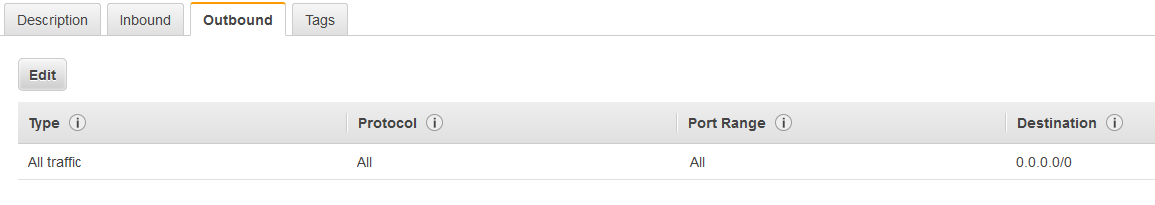 Description Inbound Outbound Tags
Edit
Type i Protocol i Port Range i Destination i
All traffic All All 0.0.0.0/0